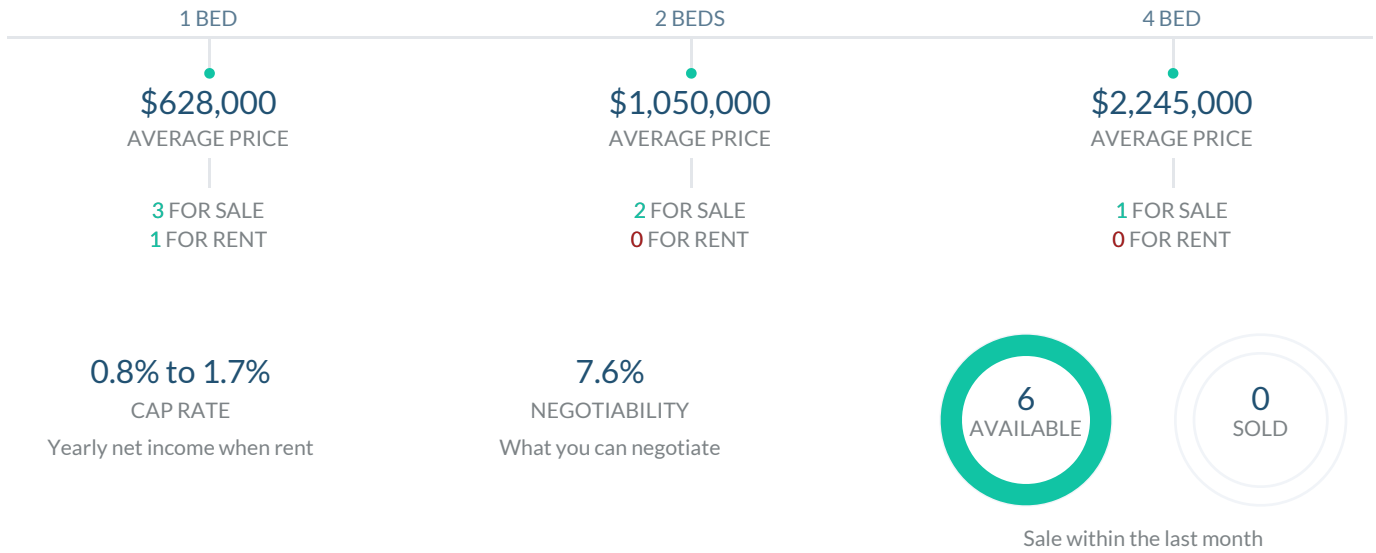 1 BED
$628,000
AVERAGE PRICE
3 FOR SALE
1 FOR RENT
2 BEDS
$1,050,000
AVERAGE PRICE
2 FOR SALE
0 FOR RENT
4 BED
$2,245,000
AVERAGE PRICE
1 FOR SALE
0 FOR RENT
0.8% to 1.7%
CAP RATE
Yearly net income when rent
7.6%
NEGOTIABILITY
What you can negotiate
6
AVAILABLE
0
SOLD
Sale within the last month